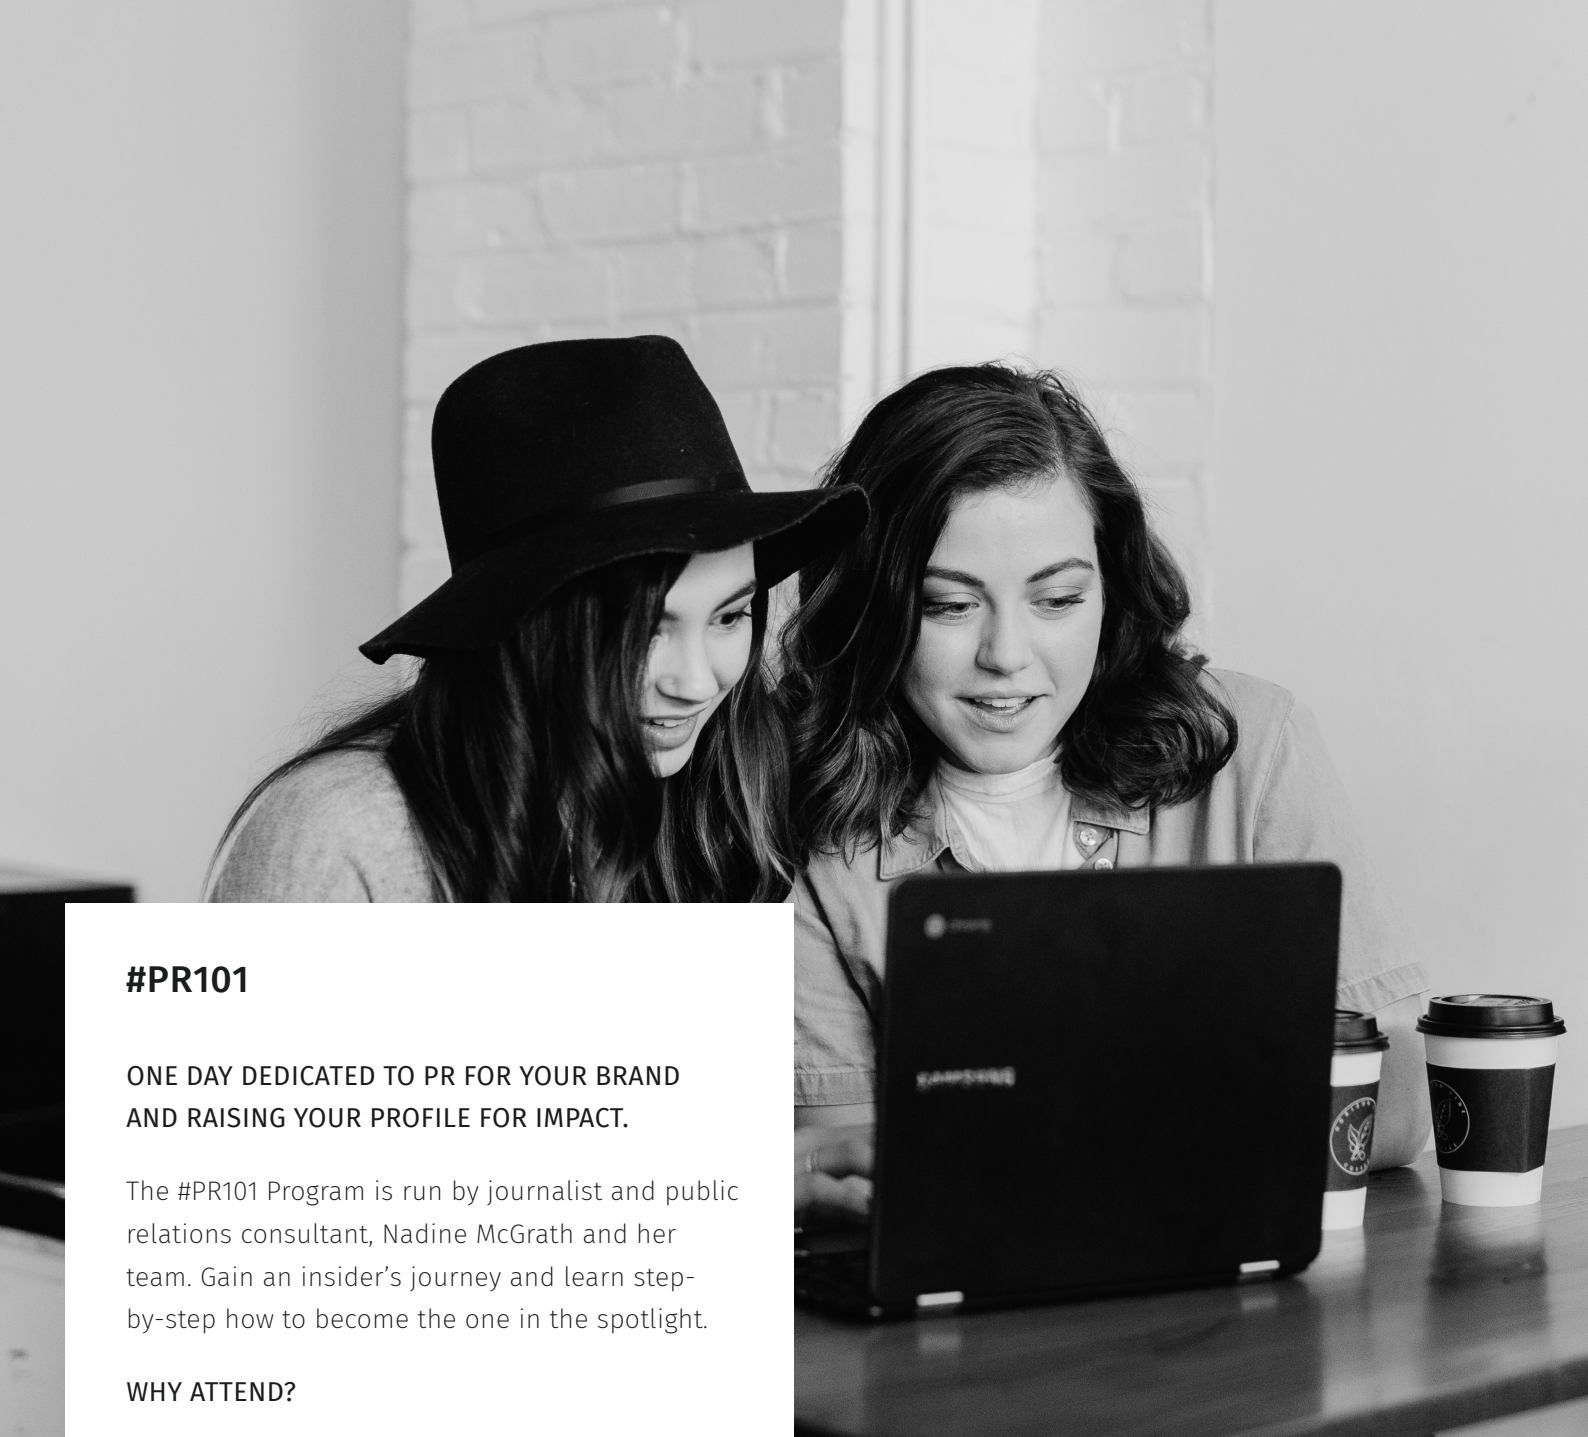 SAMSUNG
#PR101
ONE DAY DEDICATED TO PR FOR YOUR BRAND
AND RAISING YOUR PROFILE FOR IMPACT.
The #PR101 Program is run by journalist and public
relations consultant, Nadine McGrath and her
team. Gain an insider’s journey and learn step-
by-step how to become the one in the spotlight.
WHY ATTEND?